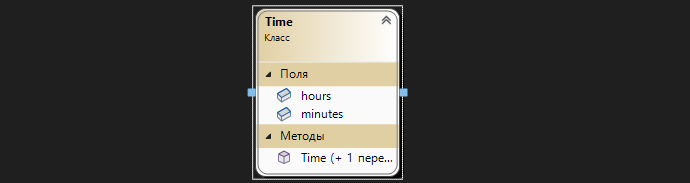 Time
Класс
Поля
hours
minutes
Методы
Time (+ 1 пере...